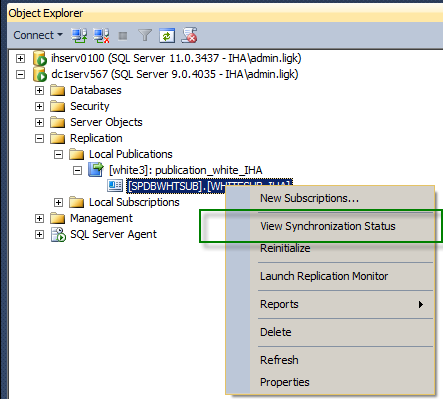 Object Explorer
Connect
ihserv0100 (SQL Server 11.0.3437 - IHA\admin.ligk)
dc1serv567 (SQL Server 9.0.4035 - IHA\admin.ligk)
Databases
Security
Server Objects
Replication
Local Publications
[white3]: publication_white_IHA
[SPDBWHTSUB].[WHITESUB_IHA]
Local Subscriptions
Management
SQL Server Agent
New Subscriptions...
View Synchronization Status
Reinitialize
Launch Replication Monitor
Reports
Delete
Refresh
Properties